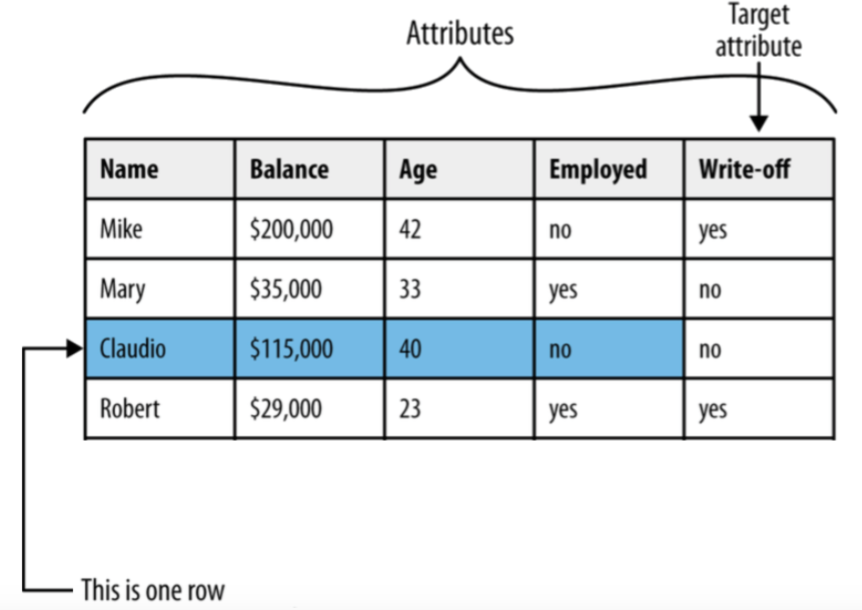 Attributes
Target
attribute
Name Balance Age Employed Write-off
Mike $200,000 42 no yes
Mary $35,000 33 yes no
Claudio $115,000 40 no no
Robert $29,000 23 yes yes
This is one row